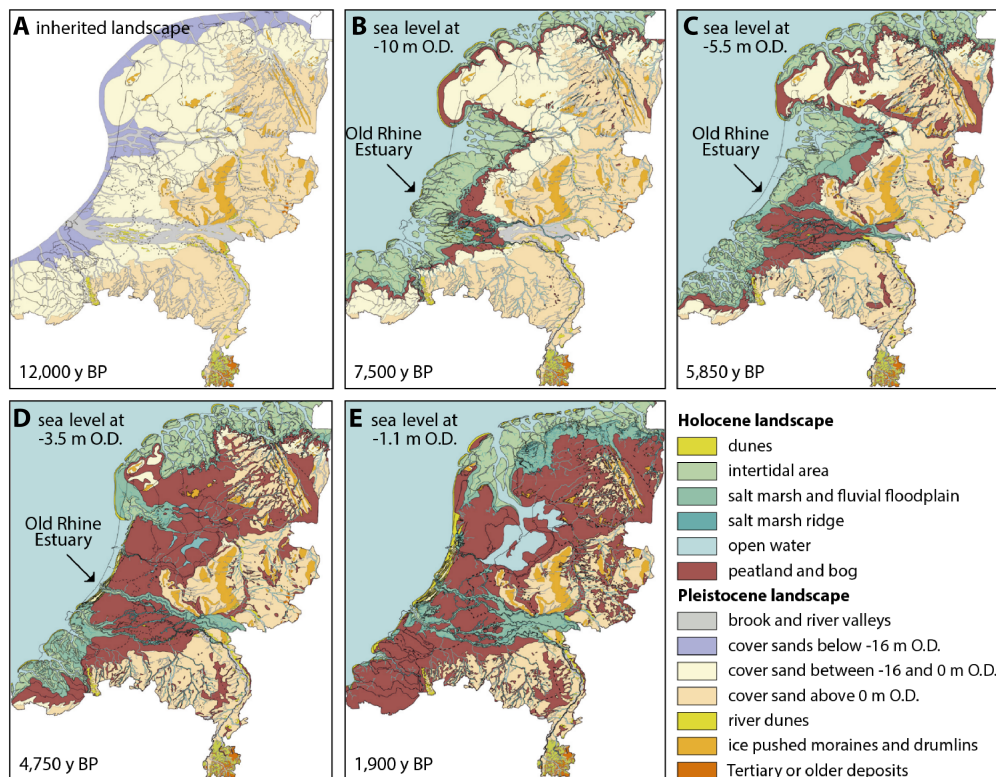 A inherited landscape
12,000 y BP
B sea level at
-10 m O.D.
Old Rhine
Estuary
7,500 y BP
C sea level at
-5.5 m O.D.
Old Rhine
Estuary
5,850 y BP
D sea level at
-3.5 m O.D.
Old Rhine
Estuary
4,750 y BP
E sea level at
-1.1 m O.D.
1,900 y BP
Holocene landscape
dunes
intertidal area
salt marsh and fluvial floodplain
salt marsh ridge
open water
peatland and bog
Pleistocene landscape
brook and river valleys
cover sands below -16 m O.D.
cover sand between -16 and 0 m O.D.
cover sand above 0 m O.D.
river dunes
ice pushed moraines and drumlins
Tertiary or older deposits